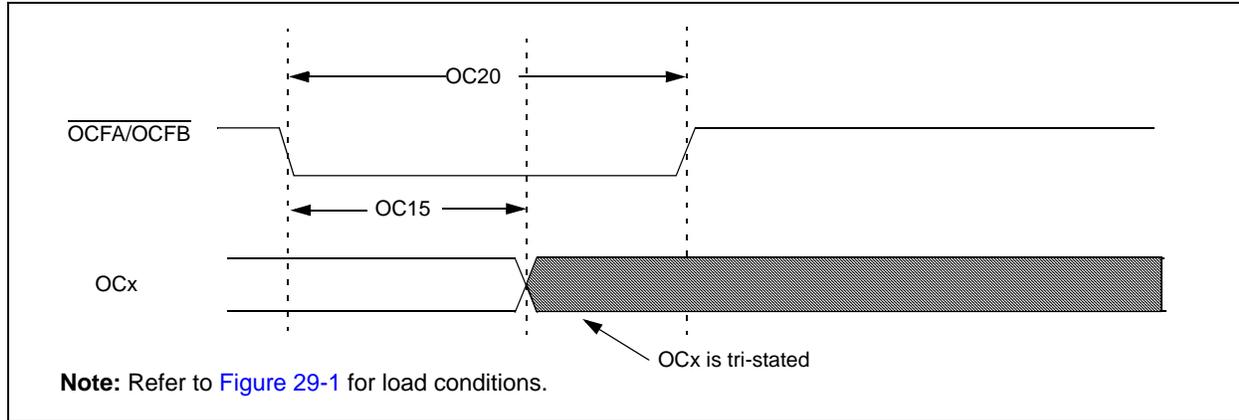 OC20
OCFA/OCFB
OC15
OCx
OCx is tri-stated
Note: Refer to Figure 29-1 for load conditions.